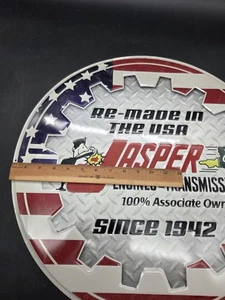 RE-MADE IN
THE USA
JASPER
ENGINES TRANSMISS
100% Associate Own
SINCE 1942